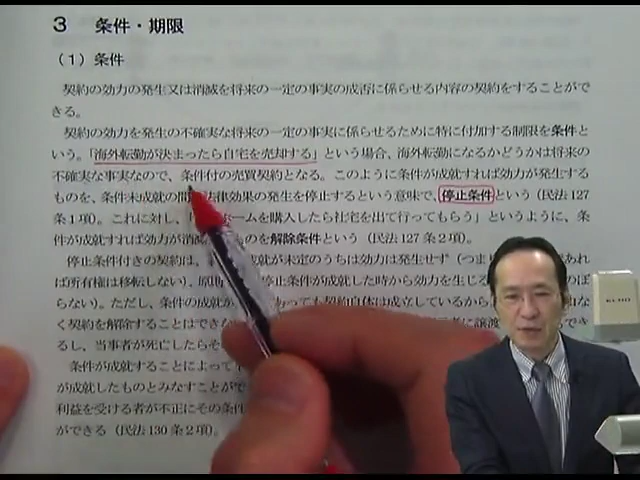 3 条件・期限
（1）条件
契約の効力の発生又は消滅を将来の一定の事実の成否に係らせる内容の契約をすることがで
きる。
契約の効力を発生の不確実な将来の一定の事実に係らせるために特に付加する制限を条件と
いう。「海外転勤が決まったら自宅を売却する」という場合、海外転勤になるかどうかは将来の
不確実な事実なので、条件付の売買契約となる。このように条件が成就すれば効力が発生する
ものを、条件未成就の間 法律効果の発生を停止するという意味で、停止条件という（民法127
条1項）。これに対し、「 ホームを購入したら社宅を出て行ってもらう」というように、条
件が成就すれば効力が消滅 ものを解除条件という（民法127条2項）。
停止条件付きの契約は、 成就が未定のうちは効力は発生せず（つま
ば所有権は移転しない）、原則 停止条件が成就した時から効力を生じ
らない）。ただし、条件の成就が あっても契約自体は成立しているから
く契約を解除することはでき に譲渡
るし、当事者が死亡したらそ
条件が成就することによって
が成就したものとみなすことがで
利益を受ける者が不正にその条件
ができる（民法130条2項）。
ELMO